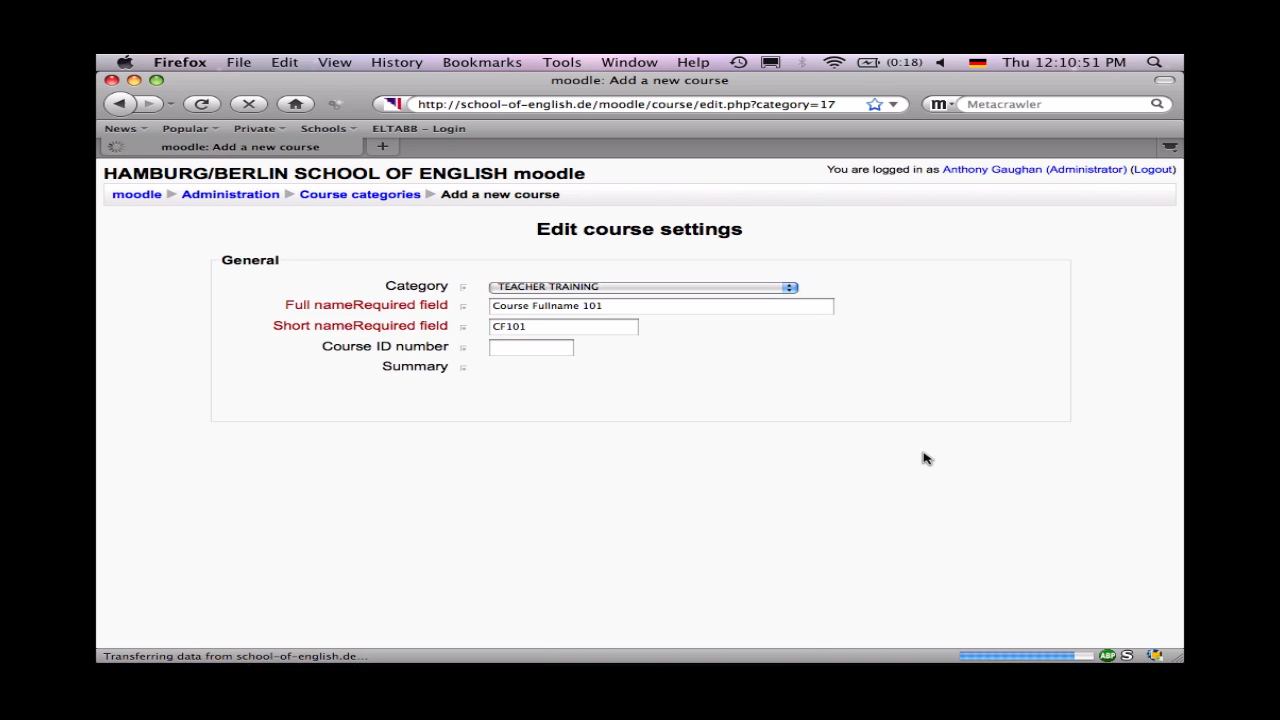 Firefox File Edit View History Bookmarks Tools Window Help (0:18) Thu 12:10:51 PM
moodle: Add a new course
http://school-of-english.de/moodle/course/edit.php?category=17 m Metacrawler
News Popular Private Schools ELTABB - Login
moodle: Add a new course +
HAMBURG/BERLIN SCHOOL OF ENGLISH moodle
You are logged in as Anthony Gaughan (Administrator) (Logout)
moodle Administration Course categories Add a new course
Edit course settings
General
Category TEACHER TRAINING
Full nameRequired field Course Fullname 101
Short nameRequired field CF101
Course ID number
Summary
Transferring data from school-of-english.de... ABP S